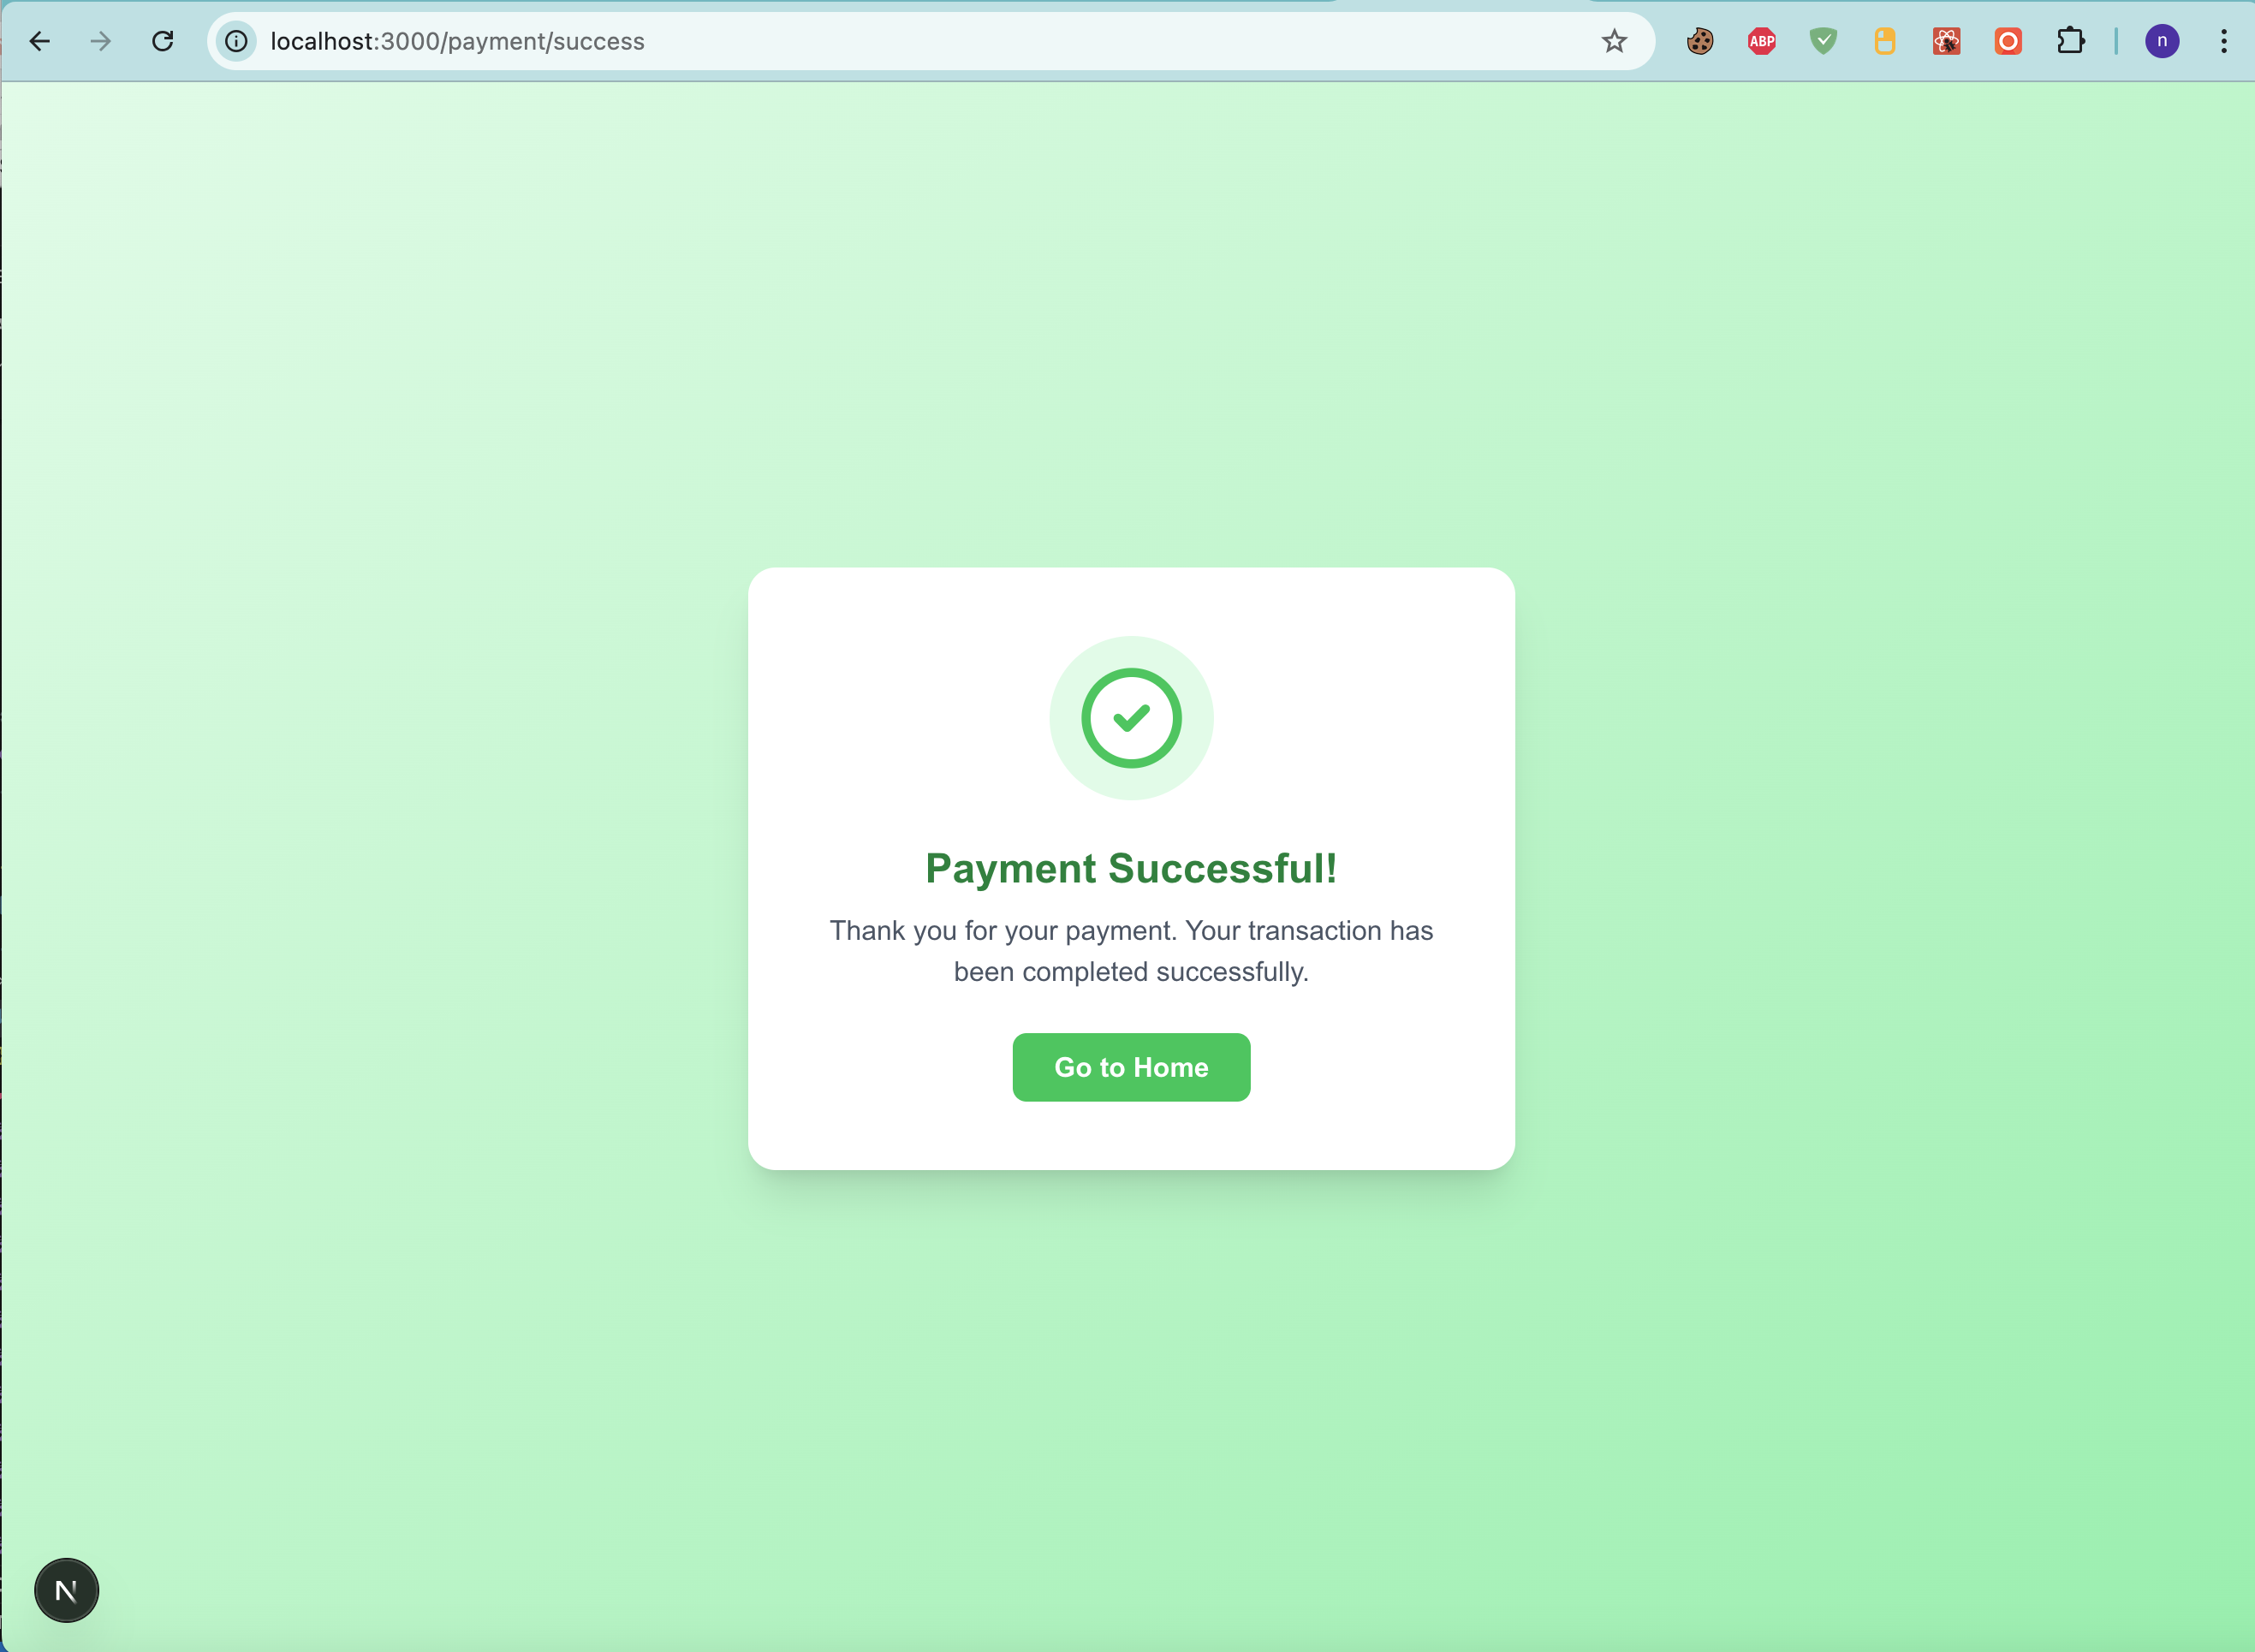 localhost:3000/payment/success
ABP
n
Payment Successful!
Thank you for your payment. Your transaction has
been completed successfully.
Go to Home
N